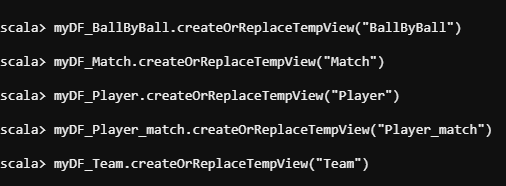 scala> myDF_BallByBall.createOrReplaceTempView("BallByBall")
scala> myDF_Match.createOrReplaceTempView("Match")
scala> myDF_Player.createOrReplaceTempView("Player")
scala> myDF_Player_match.createOrReplaceTempView("Player_match")
scala> myDF_Team.createOrReplaceTempView("Team")